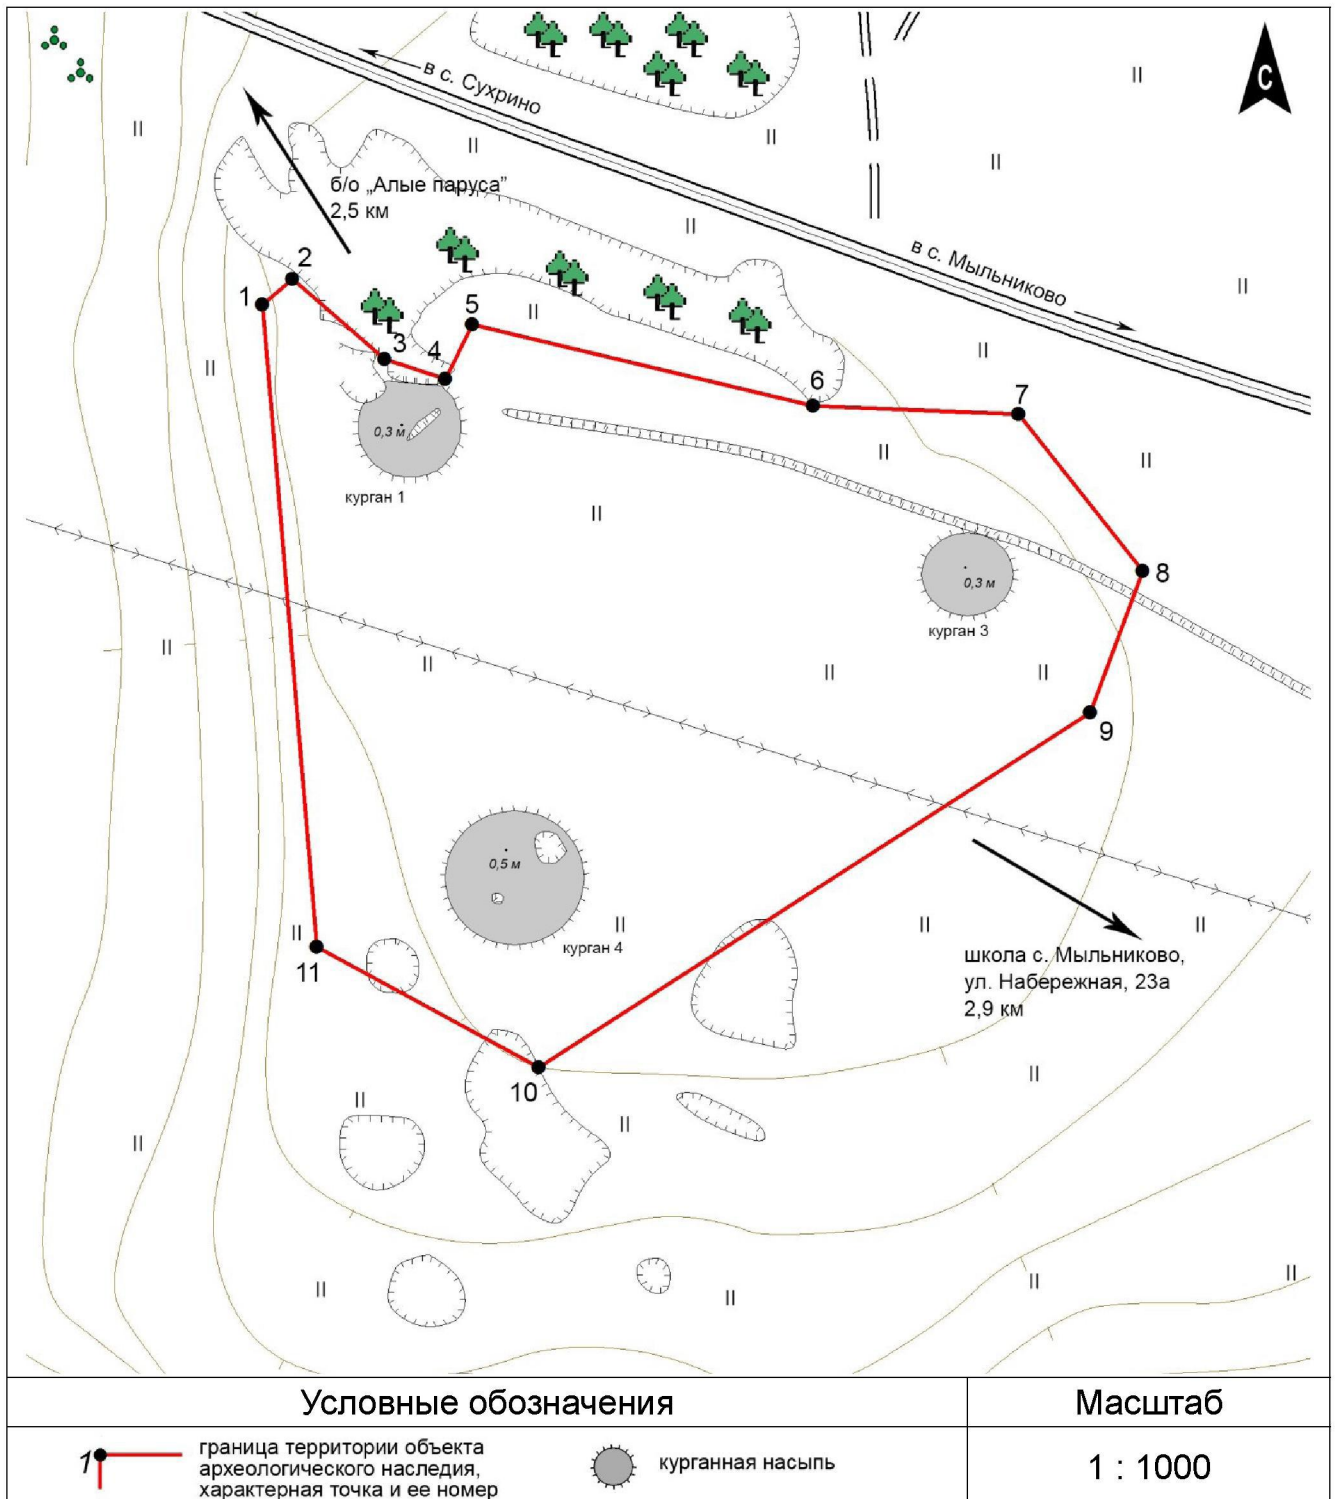 в с. Сухрино
С
б/о „Алые паруса”
2,5 км
в с. Мыльниково
1
2
3
4
5
6
7
0,3 м
курган 1
8
0,3 м
курган 3
9
0,5 м
курган 4
11
школа с. Мыльниково,
ул. Набережная, 23а
2,9 км
10
Условные обозначения
Масштаб
1
граница территории объекта
археологического наследия,
характерная точка и ее номер
курганная насыпь
1 : 1000